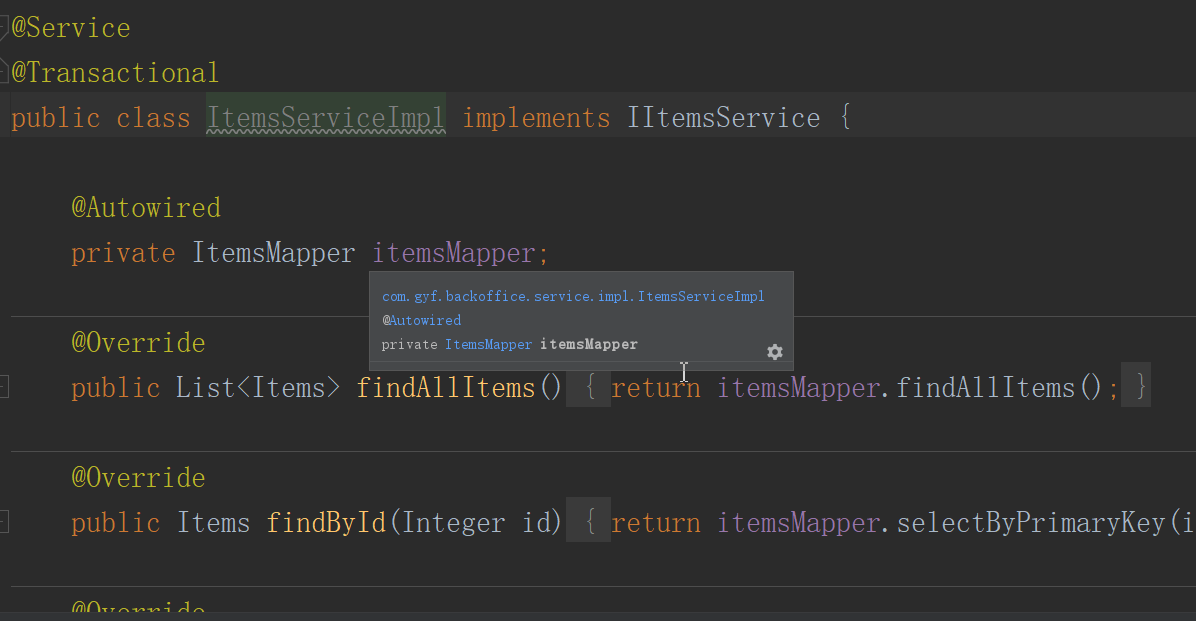 @Service
@Transactional
public class ItemsServiceImpl implements IItemsService {
@Autowired
private ItemsMapper itemsMapper;
com.gyf.backoffice.service.impl.ItemsServiceImpl
@Autowired
private ItemsMapper itemsMapper
@Override
public List<Items> findAllItems() { return itemsMapper.findAllItems(); }
@Override
public Items findById(Integer id) { return itemsMapper.selectByPrimaryKey(i
@Override